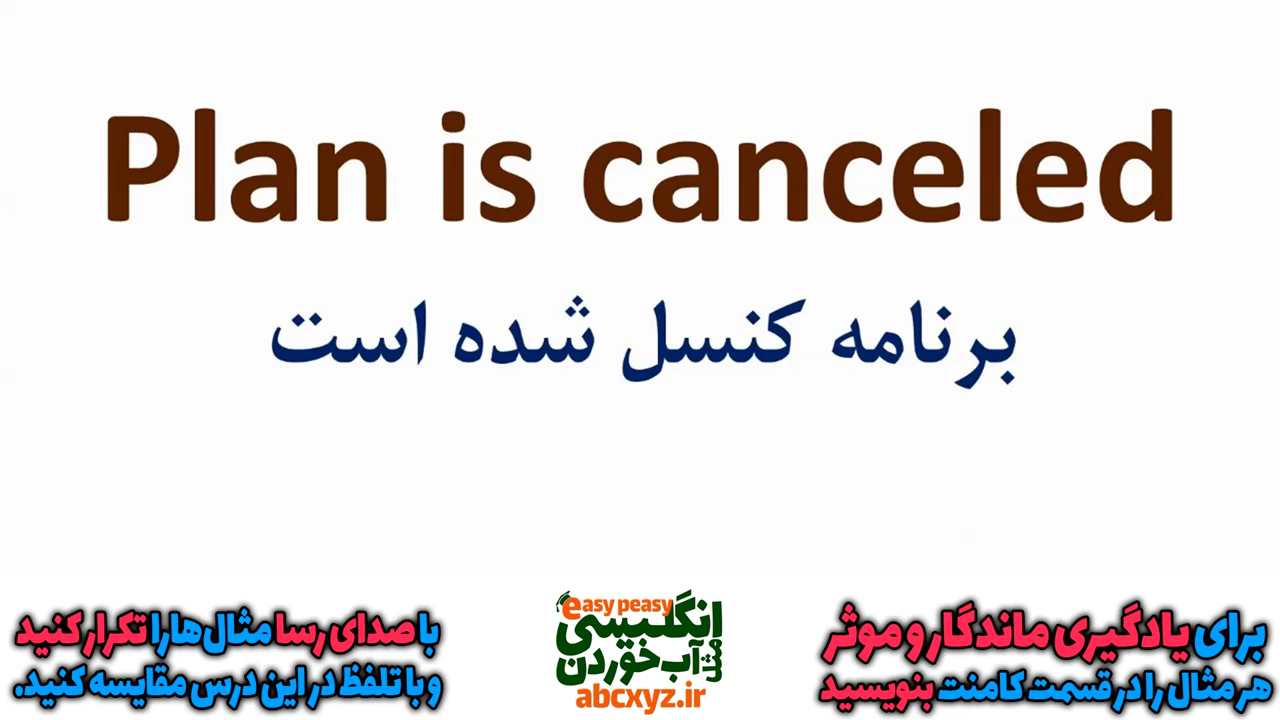 Plan is canceled
برنامه کنسل شده است
برای یادگیری ماندگار و موثر
هر مثال را در قسمت کامنت بنویسید
easy peasy
انگلیسی
مثل آب خوردن
abcxyz.ir
با صدای رسا مثال‌ها را تکرار کنید
و با تلفظ در این درس مقایسه کنید.